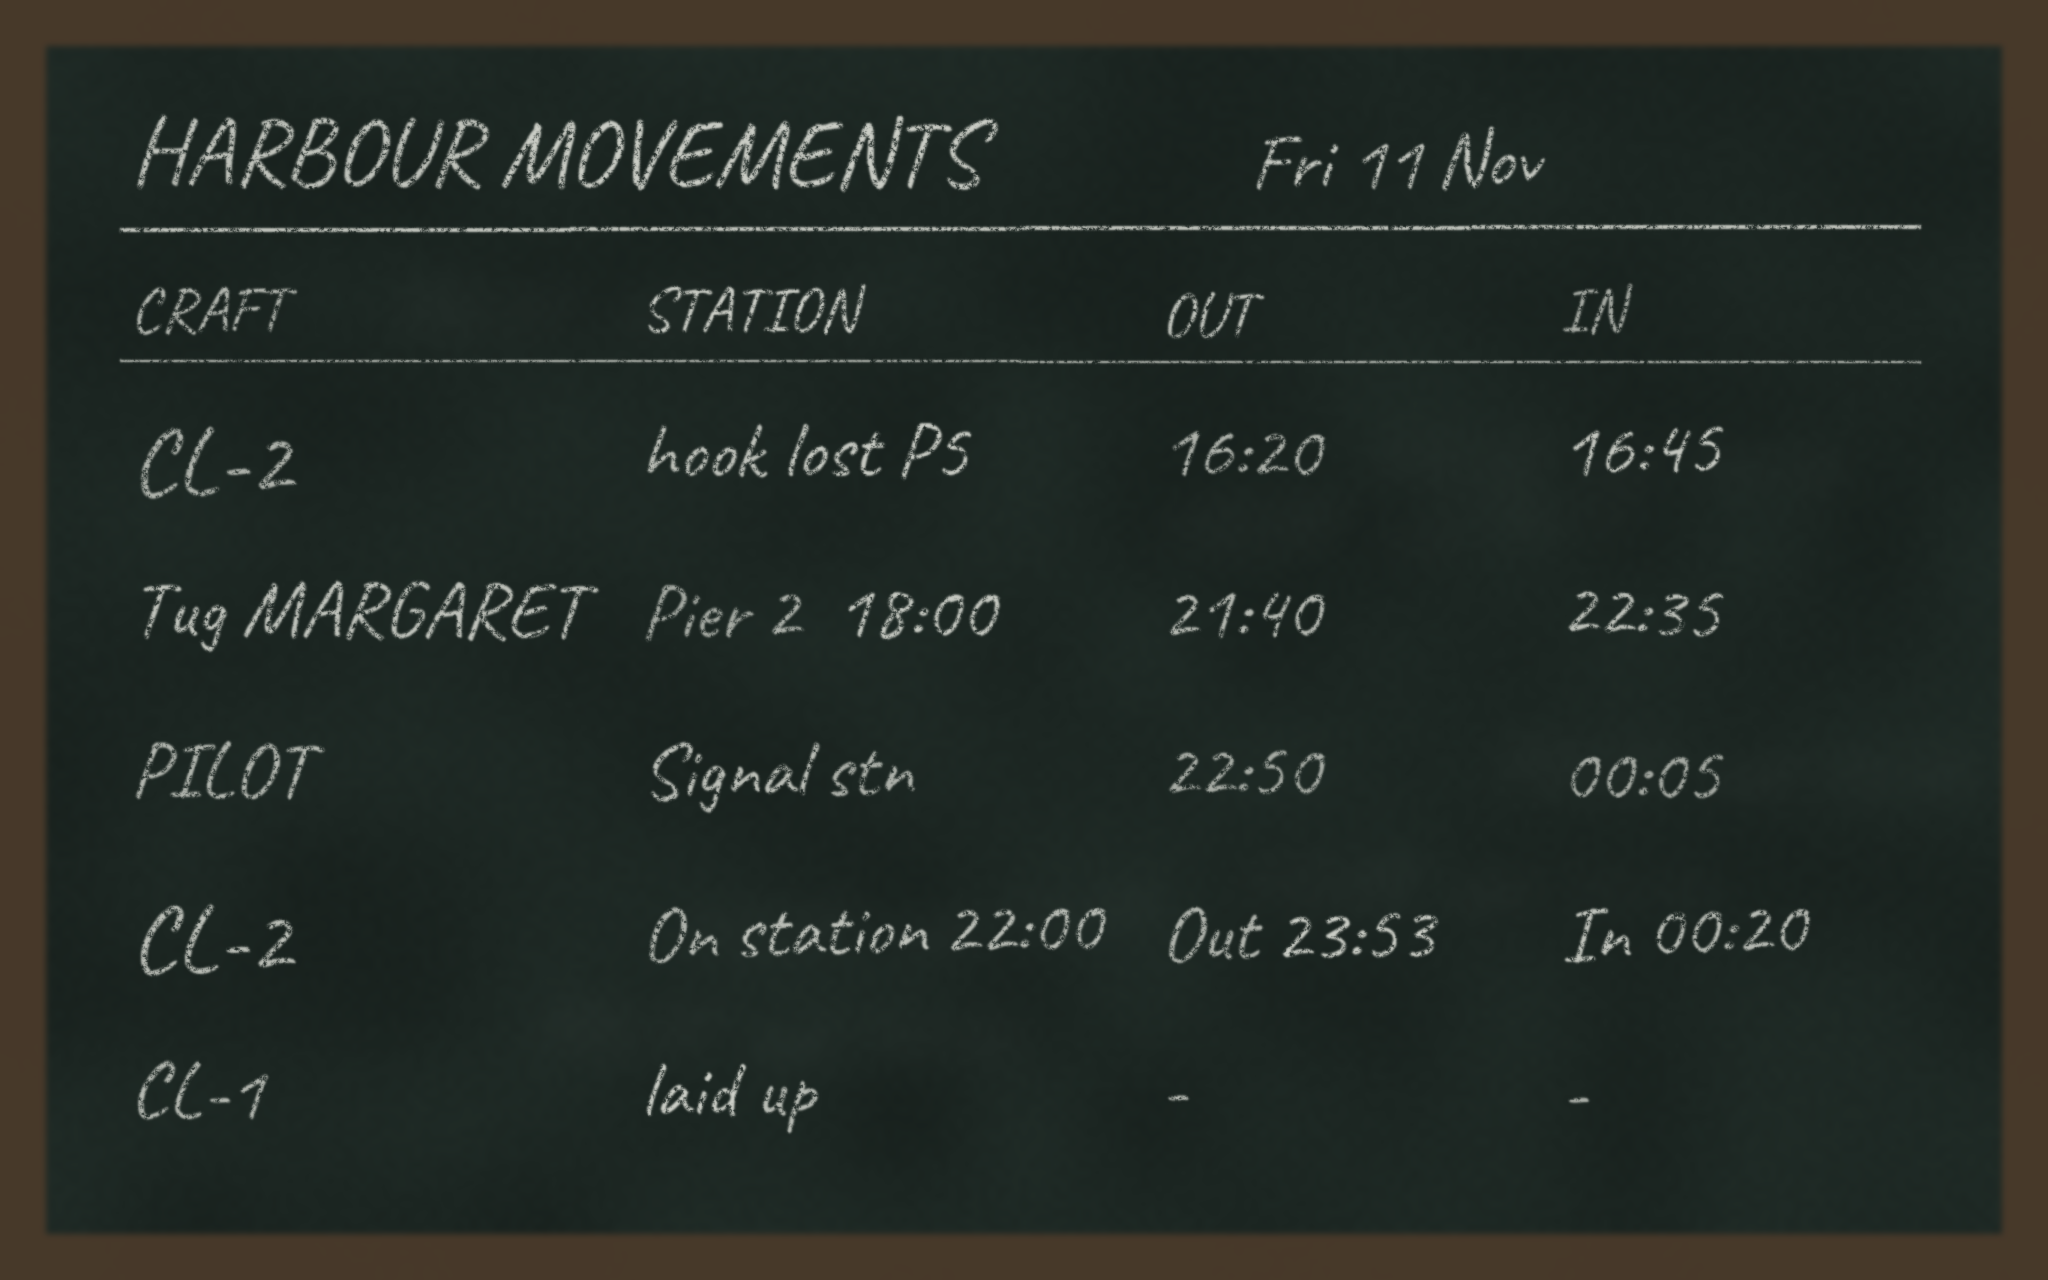 HARBOUR MOVEMENTS Fri 11 Nov
CRAFT STATION OUT IN
CL-2 hook lost PS 16:20 16:45
Tug MARGARET Pier 2 18:00 21:40 22:35
PILOT Signal stn 22:50 00:05
CL-2 On station 22:00 Out 23:53 In 00:20
CL-1 laid up - -